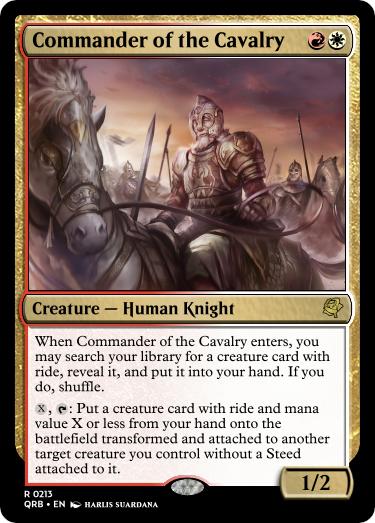 Commander of the Cavalry
Creature — Human Knight
When Commander of the Cavalry enters, you
may search your library for a creature card with
ride, reveal it, and put it into your hand. If you
do, shuffle.
X, T: Put a creature card with ride and mana
value X or less from your hand onto the
battlefield transformed and attached to another
target creature you control without a Steed
attached to it.
1/2
R 0213
QRB • EN HARLIS SUARDANA